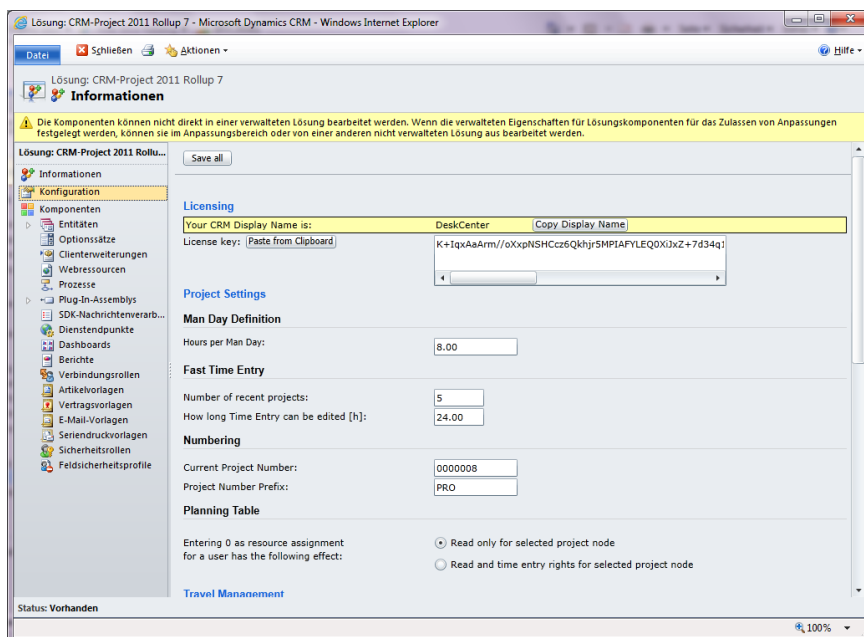 Lösung: CRM-Project 2011 Rollup 7 - Microsoft Dynamics CRM - Windows Internet Explorer
Datei Schließen Aktionen Hilfe
Lösung: CRM-Project 2011 Rollup 7
Informationen
Die Komponenten können nicht direkt in einer verwalteten Lösung bearbeitet werden. Wenn die verwalteten Eigenschaften für Lösungskomponenten für das Zulassen von Anpassungen
festgelegt werden, können sie im Anpassungsbereich oder von einer anderen nicht verwalteten Lösung aus bearbeitet werden.
Lösung: CRM-Project 2011 Rollu...
Informationen
Konfiguration
Komponenten
Entitäten
Optionssätze
Clienterweiterungen
Webressourcen
Prozesse
Plug-In-Assemblys
SDK-Nachrichtenverarb...
Dienstendpunkte
Dashboards
Berichte
Verbindungsrollen
Artikelvorlagen
Vertragsvorlagen
E-Mail-Vorlagen
Seriendruckvorlagen
Sicherheitsrollen
Feldsicherheitsprofile
Save all
Licensing
Your CRM Display Name is: DeskCenter Copy Display Name
License key: Paste from Clipboard K+IqxAaArm//oXxpNSHCcz6Qkhjr5MPIAFYLEQ0XiJxZ+7d34q1
Project Settings
Man Day Definition
Hours per Man Day: 8.00
Fast Time Entry
Number of recent projects: 5
How long Time Entry can be edited [h]: 24.00
Numbering
Current Project Number: 0000008
Project Number Prefix: PRO
Planning Table
Entering 0 as resource assignment
for a user has the following effect:
Read only for selected project node
Read and time entry rights for selected project node
Travel Management
Status: Vorhanden
100%